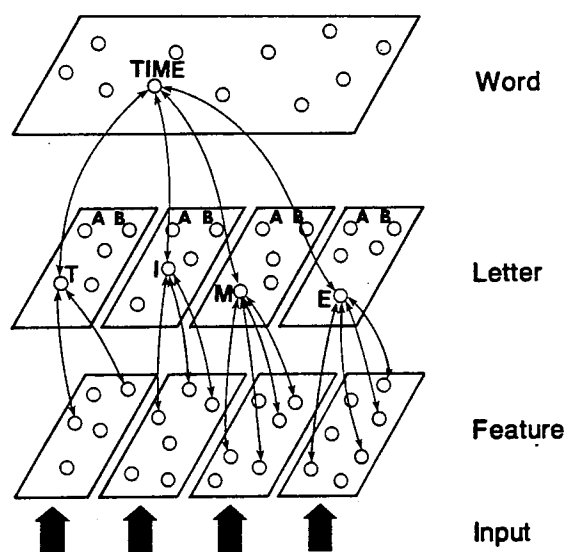 TIME
Word
A B A B A B A B
T I M E
Letter
Feature
Input